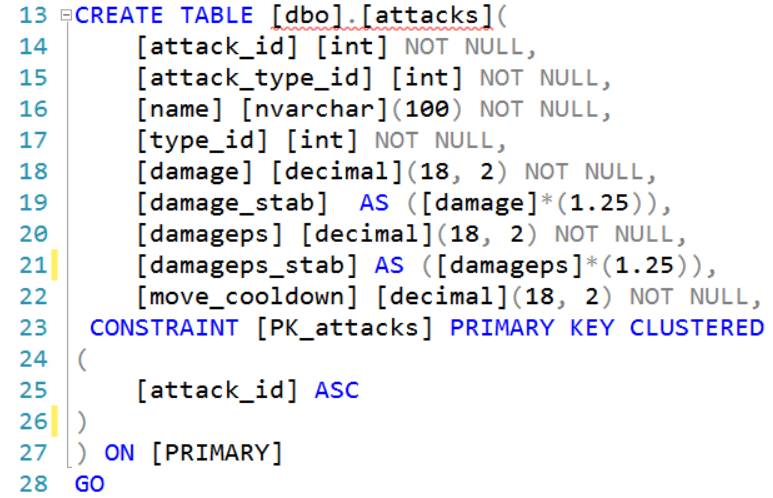 13 CREATE TABLE [dbo].[attacks](
14     [attack_id] [int] NOT NULL,
15     [attack_type_id] [int] NOT NULL,
16     [name] [nvarchar](100) NOT NULL,
17     [type_id] [int] NOT NULL,
18     [damage] [decimal](18, 2) NOT NULL,
19     [damage_stab]  AS ([damage]*(1.25)),
20     [dameps] [decimal](18, 2) NOT NULL,
21     [dameps_stab] AS ([dameps]*(1.25)),
22     [move_cooldown] [decimal](18, 2) NOT NULL,
23  CONSTRAINT [PK_attacks] PRIMARY KEY CLUSTERED
24 (
25     [attack_id] ASC
26 )
27 ) ON [PRIMARY]
28 GO